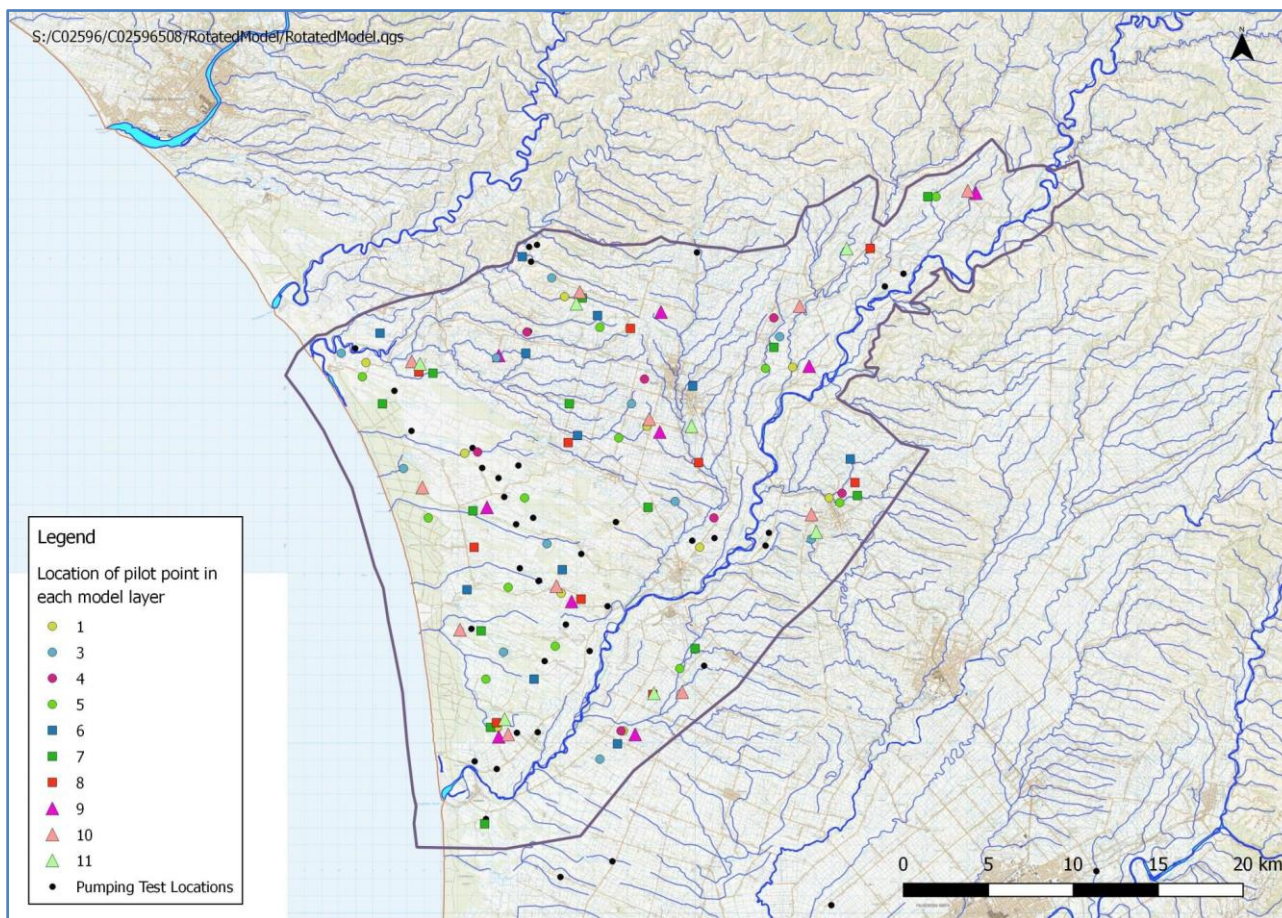 S:/C02596/C02596508/RotatedModel/RotatedModel.qgs
N
Legend
Location of pilot point in
each model layer
1
3
4
5
6
7
8
9
10
11
Pumping Test Locations
0 5 10 15 20 km